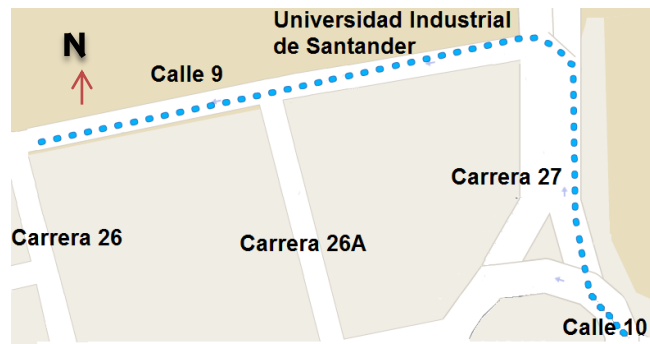 Universidad Industrial
de Santander
N
Calle 9
Carrera 27
Carrera 26
Carrera 26A
Calle 10